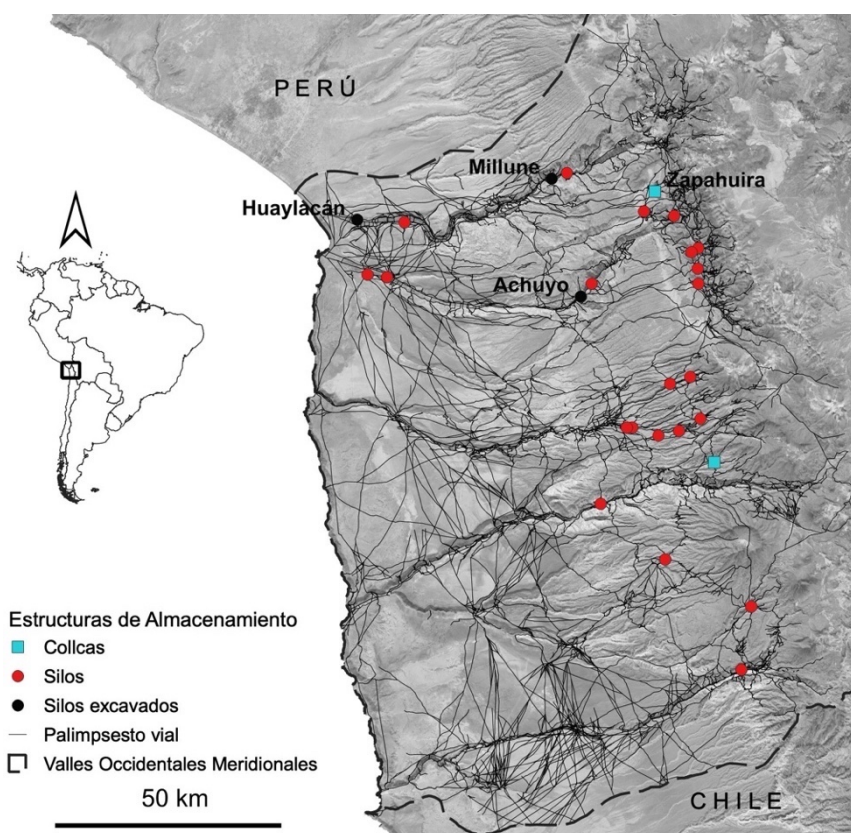 PERÚ
Millune
Zapahuira
Huaylacán
Achuyo
Estructuras de Almacenamiento
Collcas
Silos
Silos excavados
Palimpsesto vial
Valles Occidentales Meridionales
50 km
CHILE